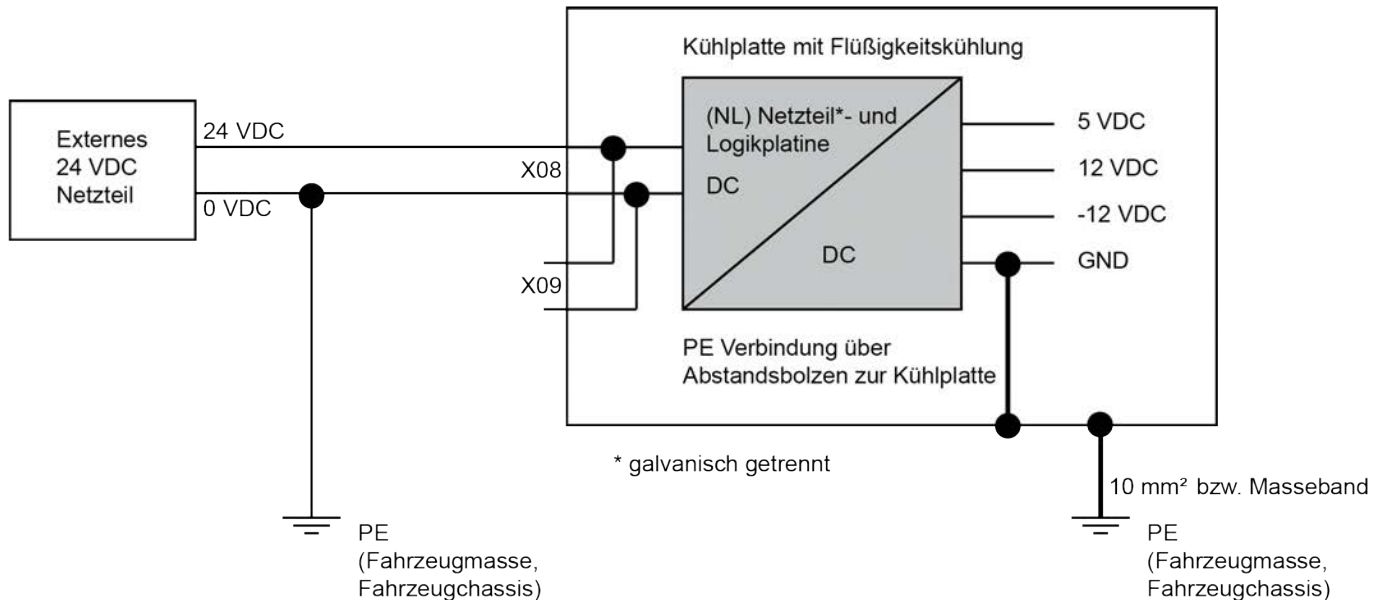 Kühlplatte mit Flüßigkeitskühlung
Externes
24 VDC
Netzteil
24 VDC
0 VDC
X08
X09
(NL) Netzteil*- und
Logikplatine
DC
DC
5 VDC
12 VDC
-12 VDC
GND
PE Verbindung über
Abstandsbolzen zur Kühlplatte
* galvanisch getrennt
10 mm² bzw. Masseband
PE
(Fahrzeugmasse,
Fahrzeugchassis)
PE
(Fahrzeugmasse,
Fahrzeugchassis)